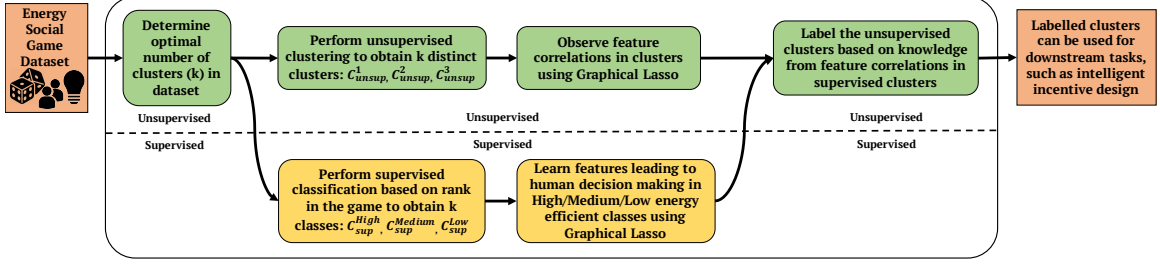 Energy
Social
Game
Dataset
Determine
optimal
number of
clusters (k) in
dataset
Perform unsupervised
clustering to obtain k distinct
clusters: C¹unsup, C²unsup, C³unsup
Observe feature
correlations in clusters
using Graphical Lasso
Label the unsupervised
clusters based on knowledge
from feature correlations in
supervised clusters
Labelled clusters
can be used for
downstream tasks,
such as intelligent
incentive design
Unsupervised
Unsupervised
Unsupervised
Supervised
Supervised
Supervised
Perform supervised
classification based on rank
in the game to obtain k
classes: C^High_sup, C^Medium_sup, C^Low_sup
Learn features leading to
human decision making in
High/Medium/Low energy
efficient classes using
Graphical Lasso